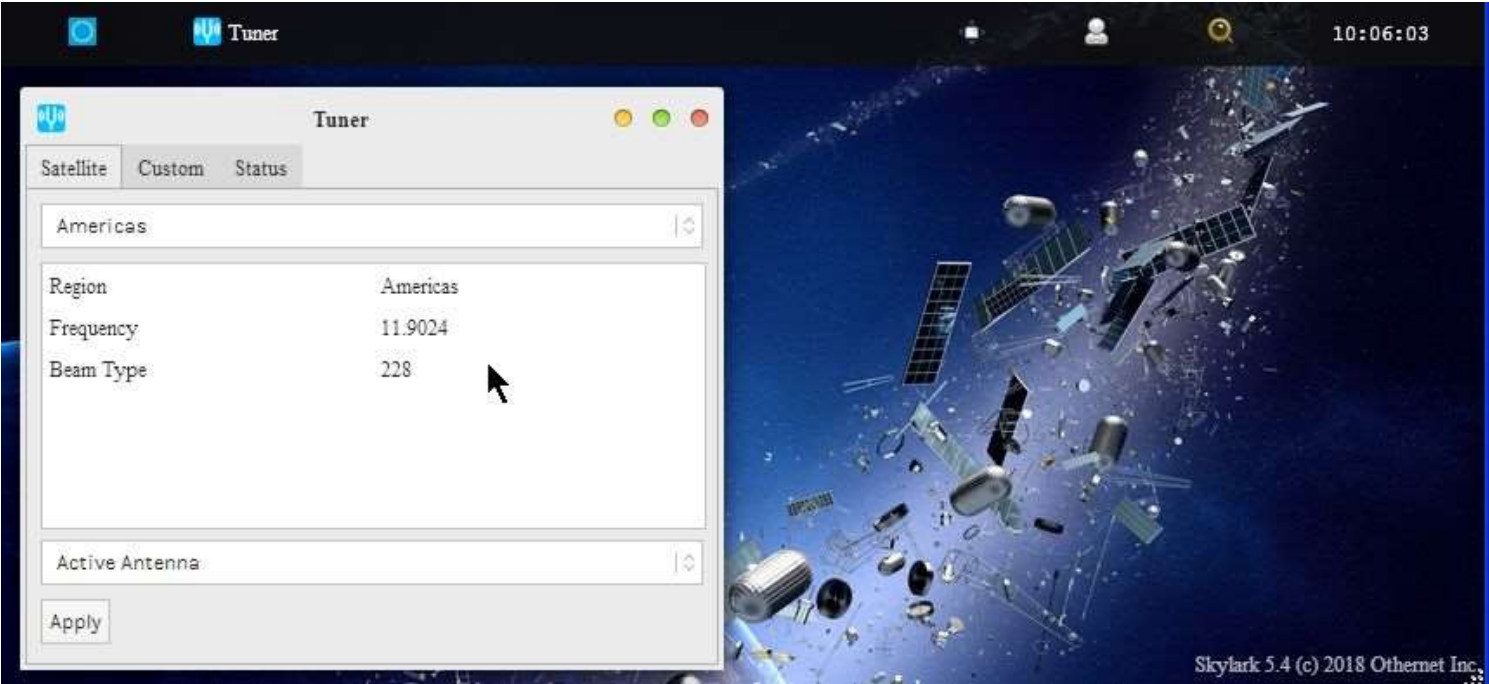 Tuner
10:06:03
Tuner
Satellite Custom Status
Americas
Region Americas
Frequency 11.9024
Beam Type 228
Active Antenna
Apply
Skylark 5.4 (c) 2018 Othernet Inc.